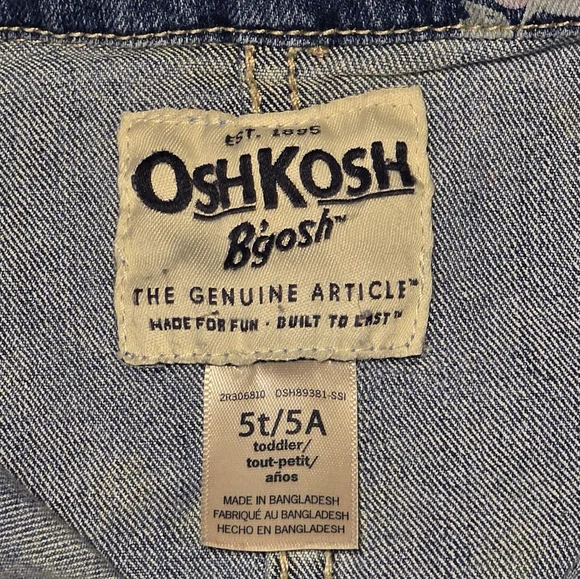 EST. 1895
OSHKOSH
B'gosh™
THE GENUINE ARTICLE™
MADE FOR FUN · BUILT TO LAST™
2R306810 OSH89381-SSI
5t/5A
toddler/
tout-petit/
años
MADE IN BANGLADESH
FABRIQUÉ AU BANGLADESH
HECHO EN BANGLADESH